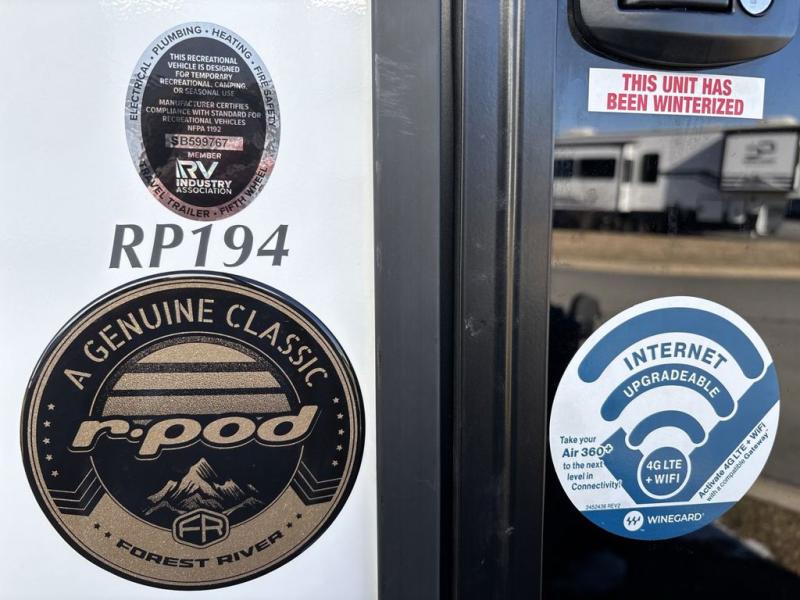 ELECTRICAL • PLUMBING • HEATING • FIRE SAFETY
THIS RECREATIONAL
VEHICLE IS DESIGNED
FOR TEMPORARY
RECREATIONAL, CAMPING,
OR SEASONAL USE
MANUFACTURER CERTIFIES
COMPLIANCE WITH STANDARD FOR
RECREATIONAL VEHICLES
NFPA 1192
SB599767
MEMBER
RV
INDUSTRY
ASSOCIATION
TRAVEL TRAILER • FIFTH WHEEL
RP194
A GENUINE CLASSIC
r•pod
FR
FOREST RIVER
THIS UNIT HAS
BEEN WINTERIZED
INTERNET
UPGRADEABLE
Take your
Air 360+
to the next
level in
Connectivity!
4G LTE
+ WIFI
Activate 4G LTE + WiFi
with a compatible Gateway™
2452436 REV2
WINEGARD®